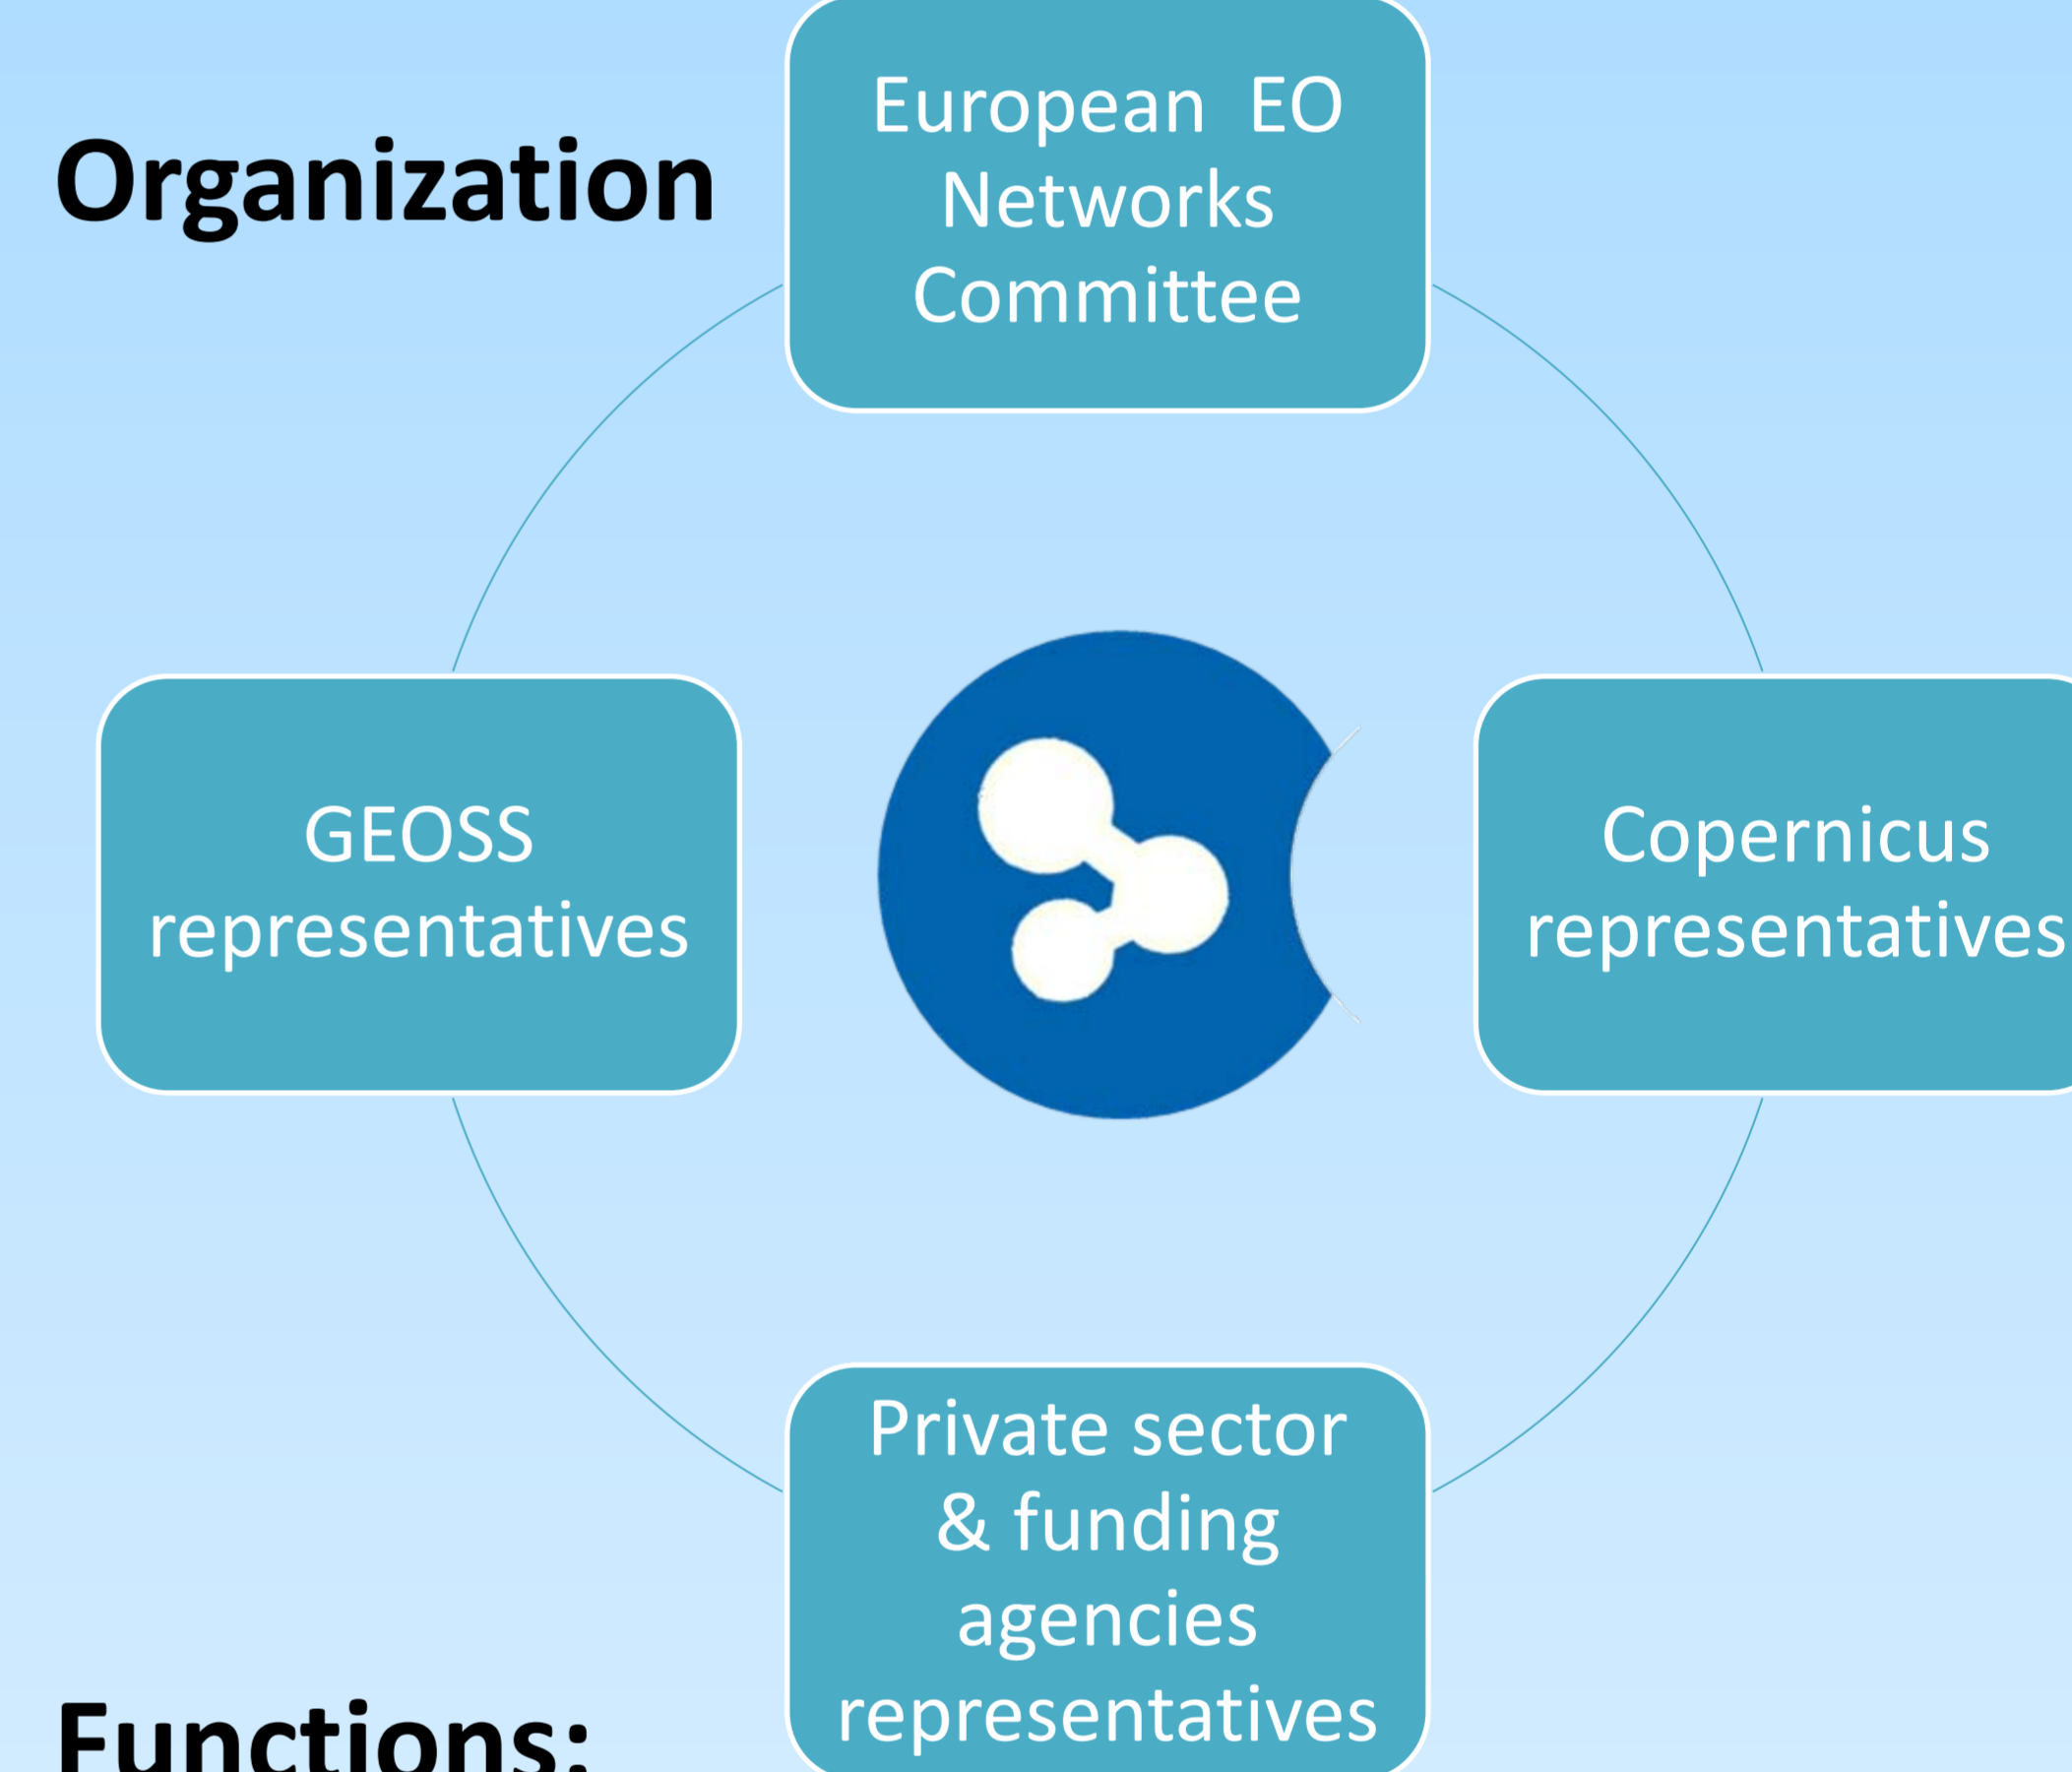 Organization
European EO
Networks
Committee
GEOSS
representatives
Copernicus
representatives
Private sector
& funding
agencies
representatives
Functions: